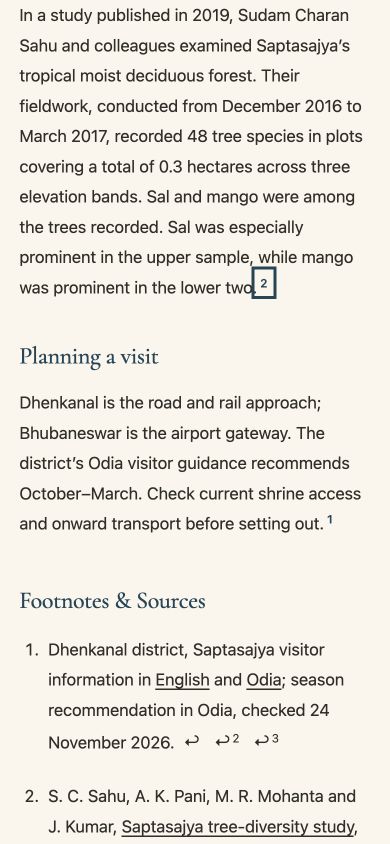 In a study published in 2019, Sudam Charan
Sahu and colleagues examined Saptasajya’s
tropical moist deciduous forest. Their
fieldwork, conducted from December 2016 to
March 2017, recorded 48 tree species in plots
covering a total of 0.3 hectares across three
elevation bands. Sal and mango were among
the trees recorded. Sal was especially
prominent in the upper sample, while mango
was prominent in the lower two. 2
Planning a visit
Dhenkanal is the road and rail approach;
Bhubaneswar is the airport gateway. The
district’s Odia visitor guidance recommends
October–March. Check current shrine access
and onward transport before setting out. 1
Footnotes & Sources
1. Dhenkanal district, Saptasajya visitor
information in English and Odia; season
recommendation in Odia, checked 24
November 2026. ↩ ↩2 ↩3
2. S. C. Sahu, A. K. Pani, M. R. Mohanta and
J. Kumar, Saptasajya tree-diversity study,